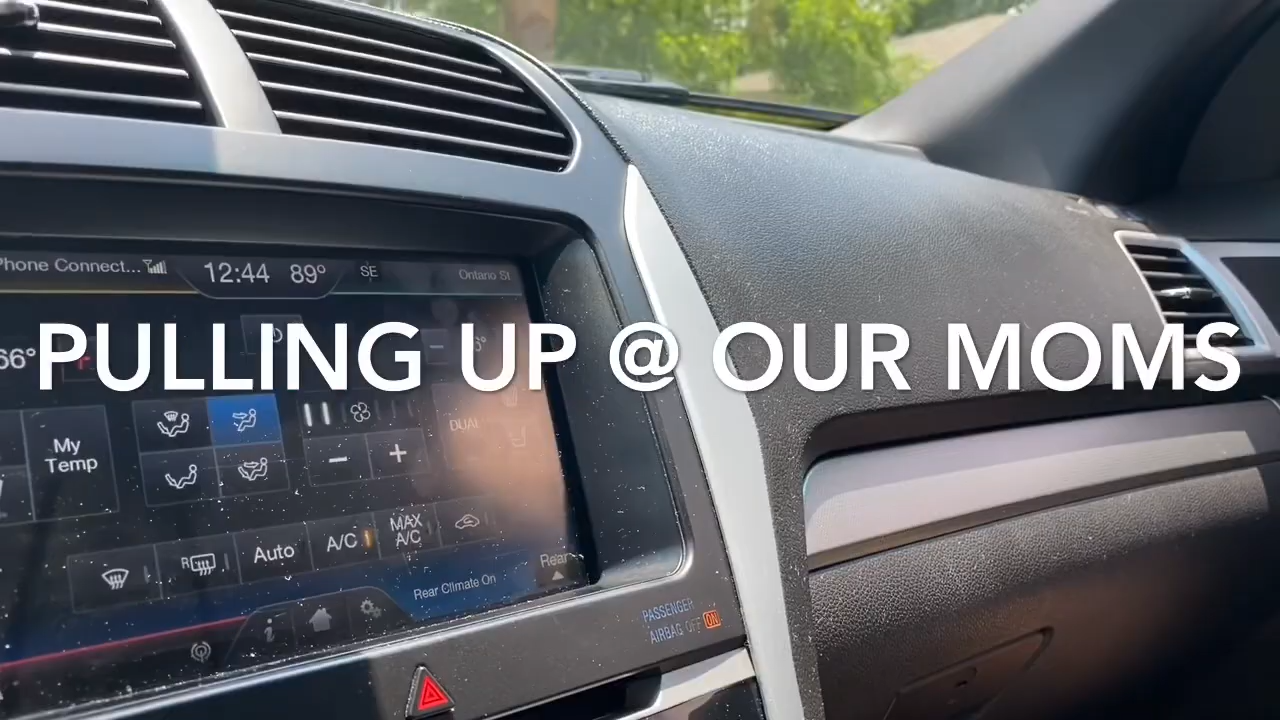 Phone Connect... 12:44 89° SE Ontario St
66°
PULLING UP @ OUR MOMS
My
Temp
DUAL
− +
R Auto A/C MAX
A/C
Rear Climate On Rear
PASSENGER
AIRBAG OFF ON